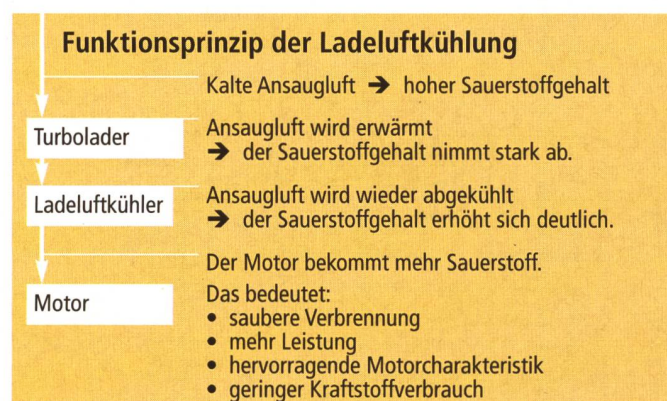 Funktionsprinzip der Ladeluftkühlung
Kalte Ansaugluft ➔ hoher Sauerstoffgehalt
Turbolader
Ansaugluft wird erwärmt
➔ der Sauerstoffgehalt nimmt stark ab.
Ladeluftkühler
Ansaugluft wird wieder abgekühlt
➔ der Sauerstoffgehalt erhöht sich deutlich.
Der Motor bekommt mehr Sauerstoff.
Motor
Das bedeutet:
• saubere Verbrennung
• mehr Leistung
• hervorragende Motorcharakteristik
• geringer Kraftstoffverbrauch